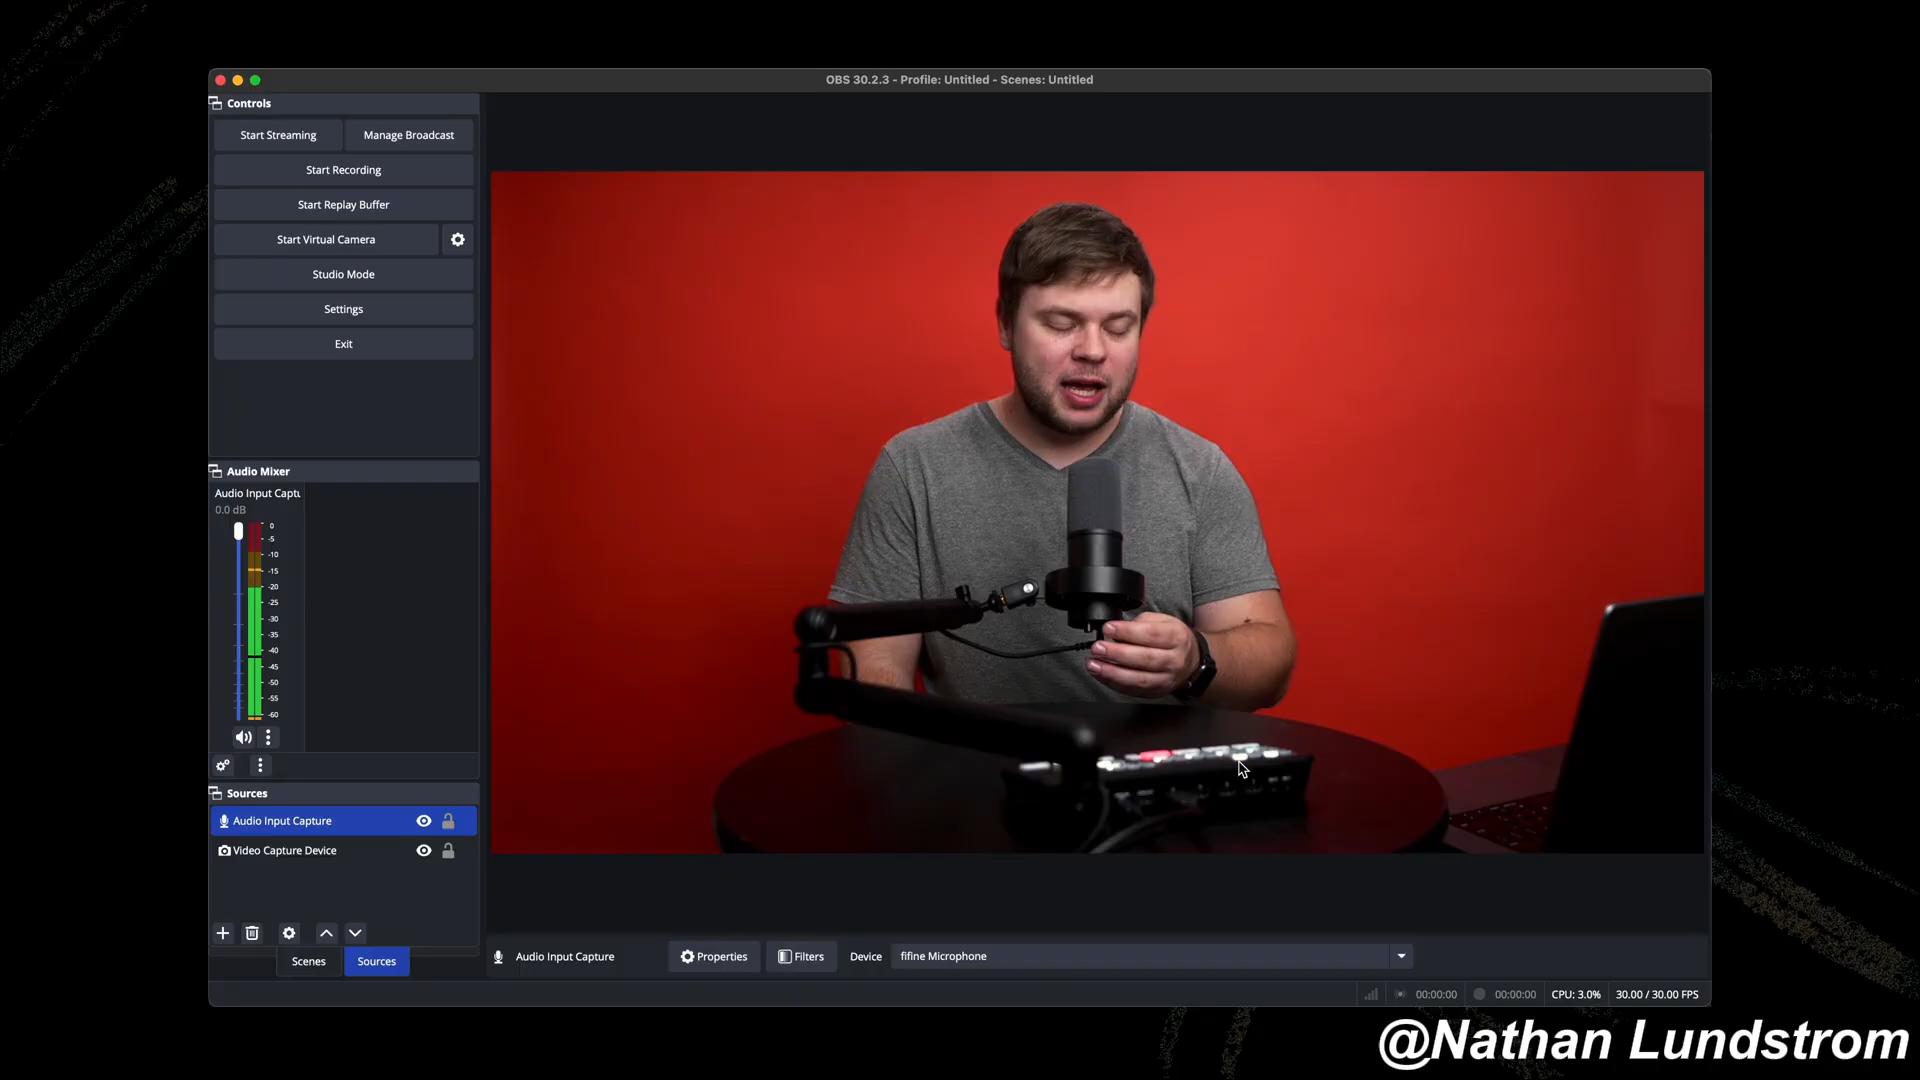 OBS 30.2.3 - Profile: Untitled - Scenes: Untitled
Controls
Start Streaming
Manage Broadcast
Start Recording
Start Replay Buffer
Start Virtual Camera
Studio Mode
Settings
Exit
Audio Mixer
Audio Input Captu
0.0 dB
0
-5
-10
-15
-20
-25
-30
-35
-40
-45
-50
-55
-60
Sources
Audio Input Capture
Video Capture Device
Scenes
Sources
Audio Input Capture
Properties
Filters
Device
fifine Microphone
00:00:00
00:00:00
CPU: 3.0%
30.00 / 30.00 FPS
@Nathan Lundstrom